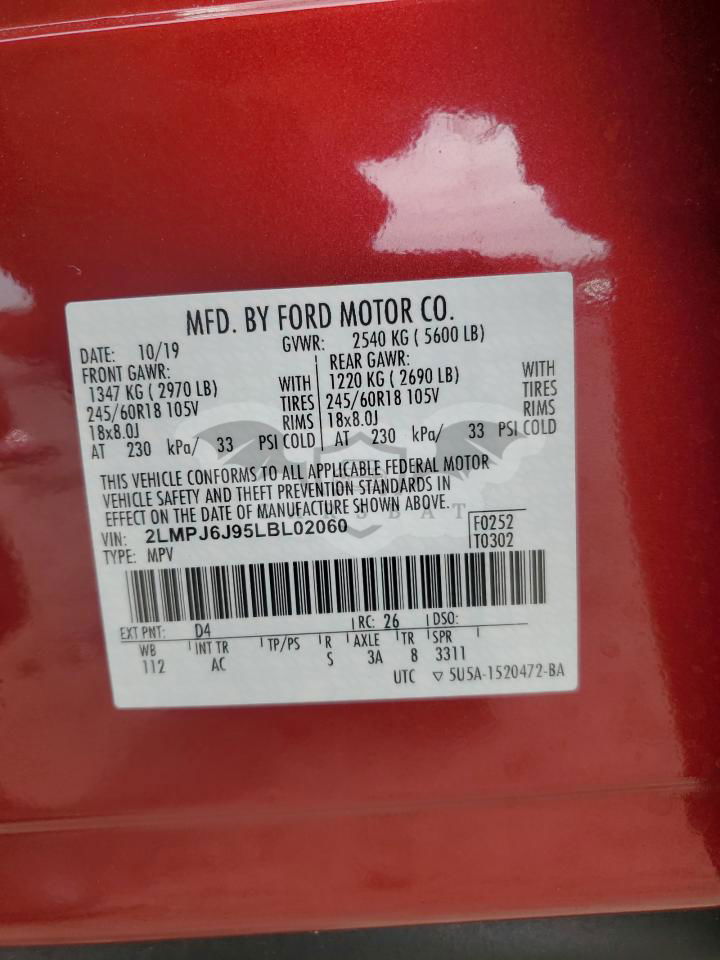 MFD. BY FORD MOTOR CO.
DATE: 10/19 GVWR: 2540 KG ( 5600 LB)
FRONT GAWR: REAR GAWR:
1347 KG ( 2970 LB) WITH 1220 KG ( 2690 LB) WITH
245/60R18 105V TIRES 245/60R18 105V TIRES
18x8.0J RIMS 18x8.0J RIMS
AT 230 kPa/ 33 PSI COLD AT 230 kPa/ 33 PSI COLD
THIS VEHICLE CONFORMS TO ALL APPLICABLE FEDERAL MOTOR
VEHICLE SAFETY AND THEFT PREVENTION STANDARDS IN
EFFECT ON THE DATE OF MANUFACTURE SHOWN ABOVE.
VIN: 2LMPJ6J95LBL02060 F0252
TYPE: MPV T0302
EXT PNT: D4 RC: 26 DSO:
WB INT TR TP/PS R AXLE TR SPR
112 AC S 3A 8 3311
UTC ▽ 5U5A-1520472-BA